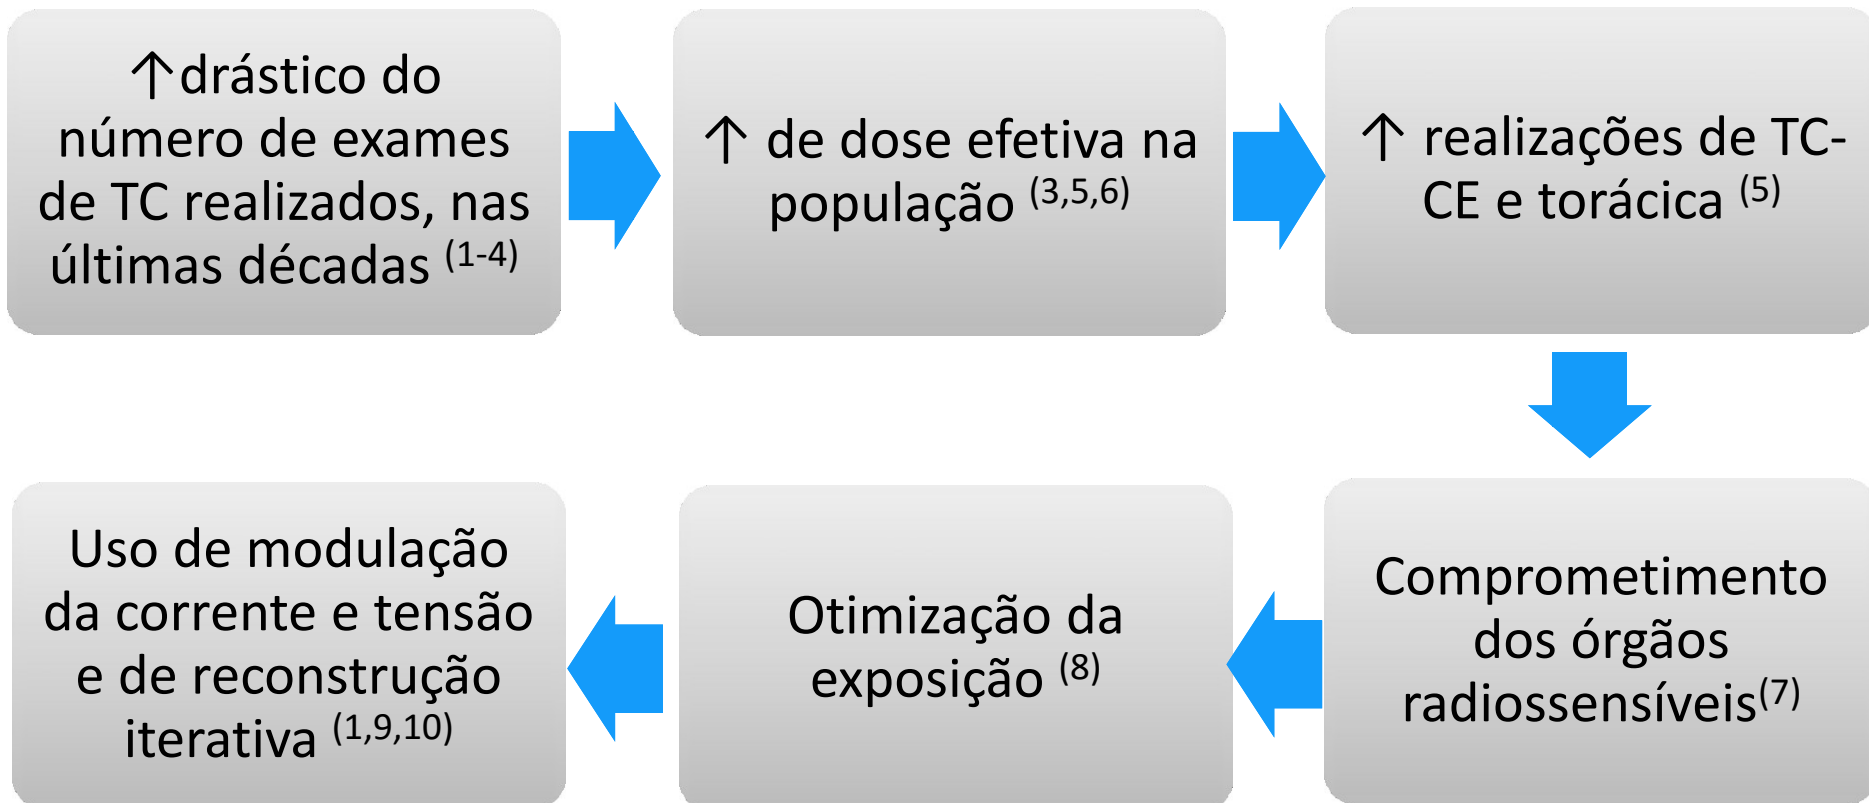 ↑drástico do
número de exames
de TC realizados, nas
últimas décadas (1-4)
↑ de dose efetiva na
população (3,5,6)
↑ realizações de TC-
CE e torácica (5)
Comprometimento
dos órgãos
radiossensíveis(7)
Otimização da
exposição (8)
Uso de modulação
da corrente e tensão
e de reconstrução
iterativa (1,9,10)